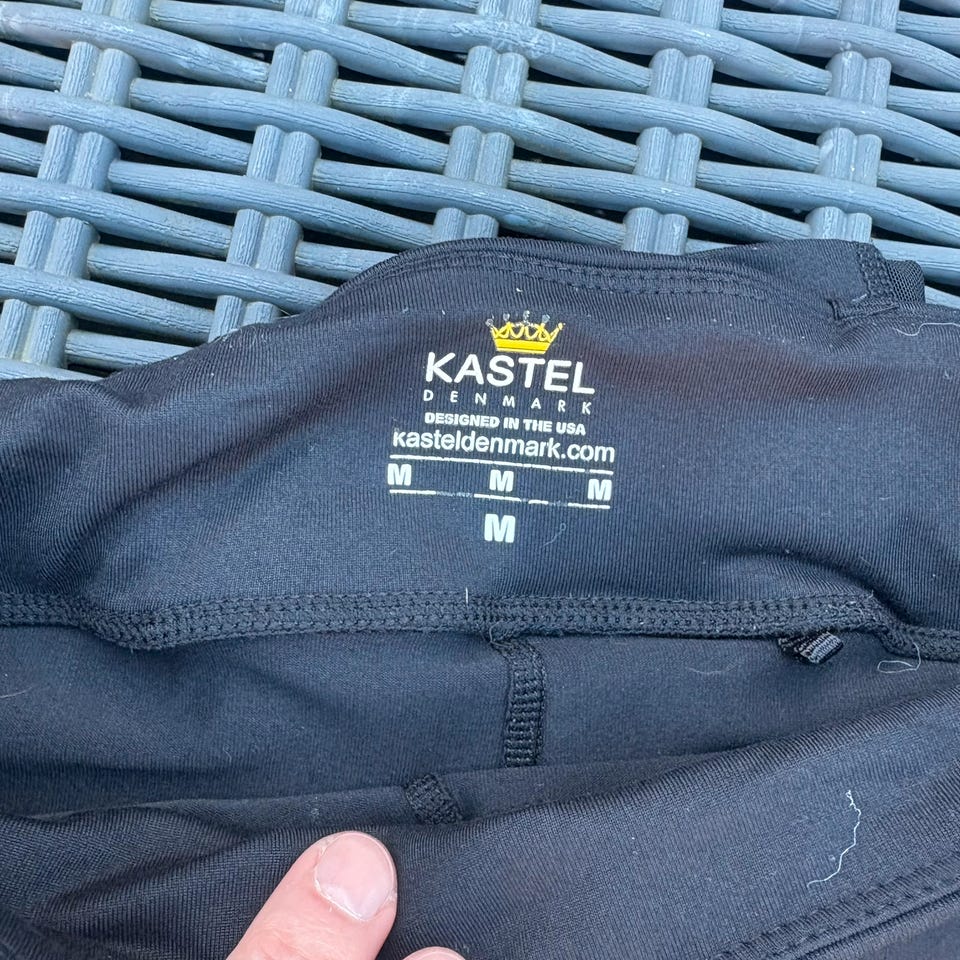 KASTEL
DENMARK
DESIGNED IN THE USA
kasteldenmark.com
M M M
M